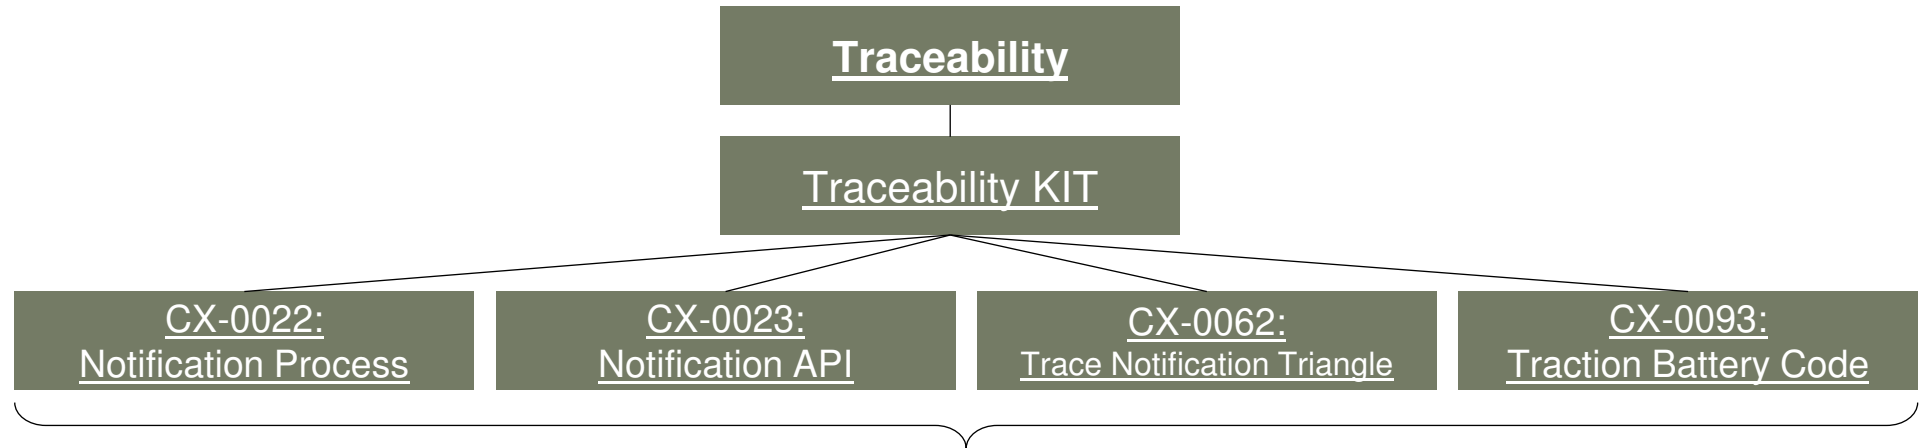 Traceability
Traceability KIT
CX-0022:
Notification Process
CX-0023:
Notification API
CX-0062:
Trace Notification Triangle
CX-0093:
Traction Battery Code